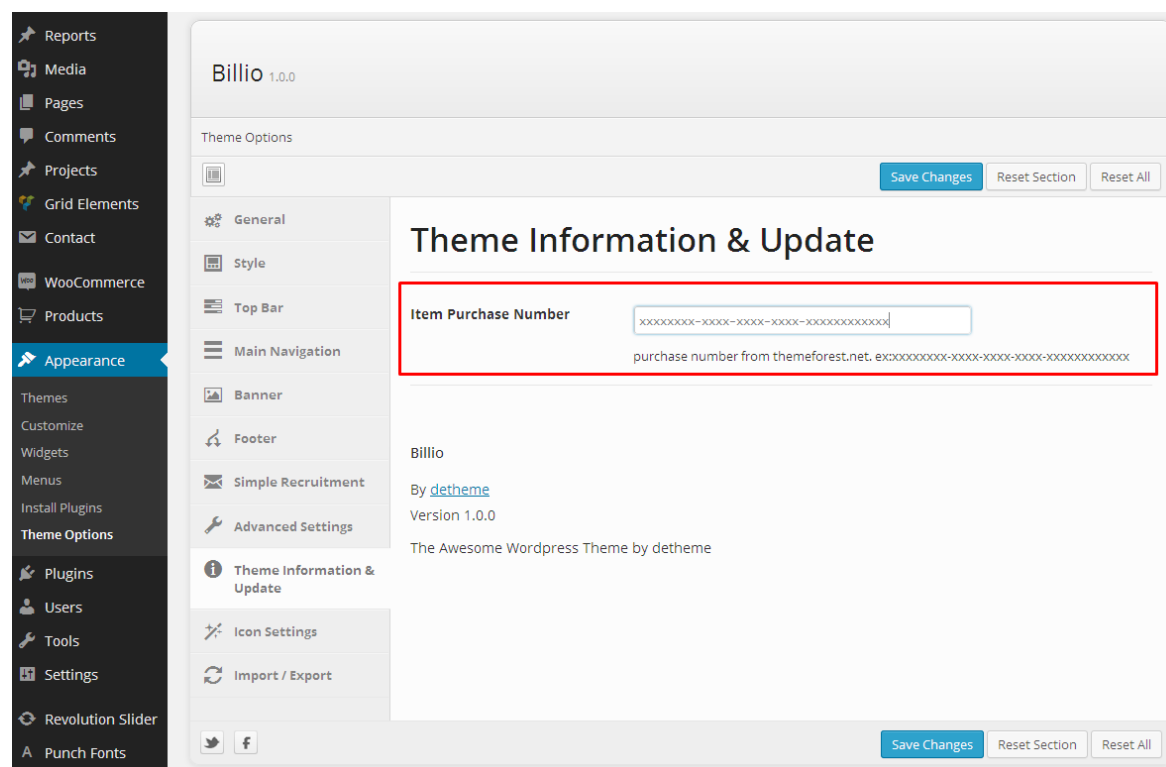 Reports
Media
Pages
Comments
Projects
Grid Elements
Contact
WooCommerce
Products
Appearance
Themes
Customize
Widgets
Menus
Install Plugins
Theme Options
Plugins
Users
Tools
Settings
Revolution Slider
Punch Fonts
Billio 1.0.0
Theme Options
Save Changes Reset Section Reset All
General
Style
Top Bar
Main Navigation
Banner
Footer
Simple Recruitment
Advanced Settings
Theme Information &
Update
Icon Settings
Import / Export
Theme Information & Update
Item Purchase Number
xxxxxxxx-xxxx-xxxx-xxxx-xxxxxxxxxxxx
purchase number from themeforest.net. ex:xxxxxxxx-xxxx-xxxx-xxxx-xxxxxxxxxxxx
Billio
By detheme
Version 1.0.0
The Awesome Wordpress Theme by detheme
Save Changes Reset Section Reset All